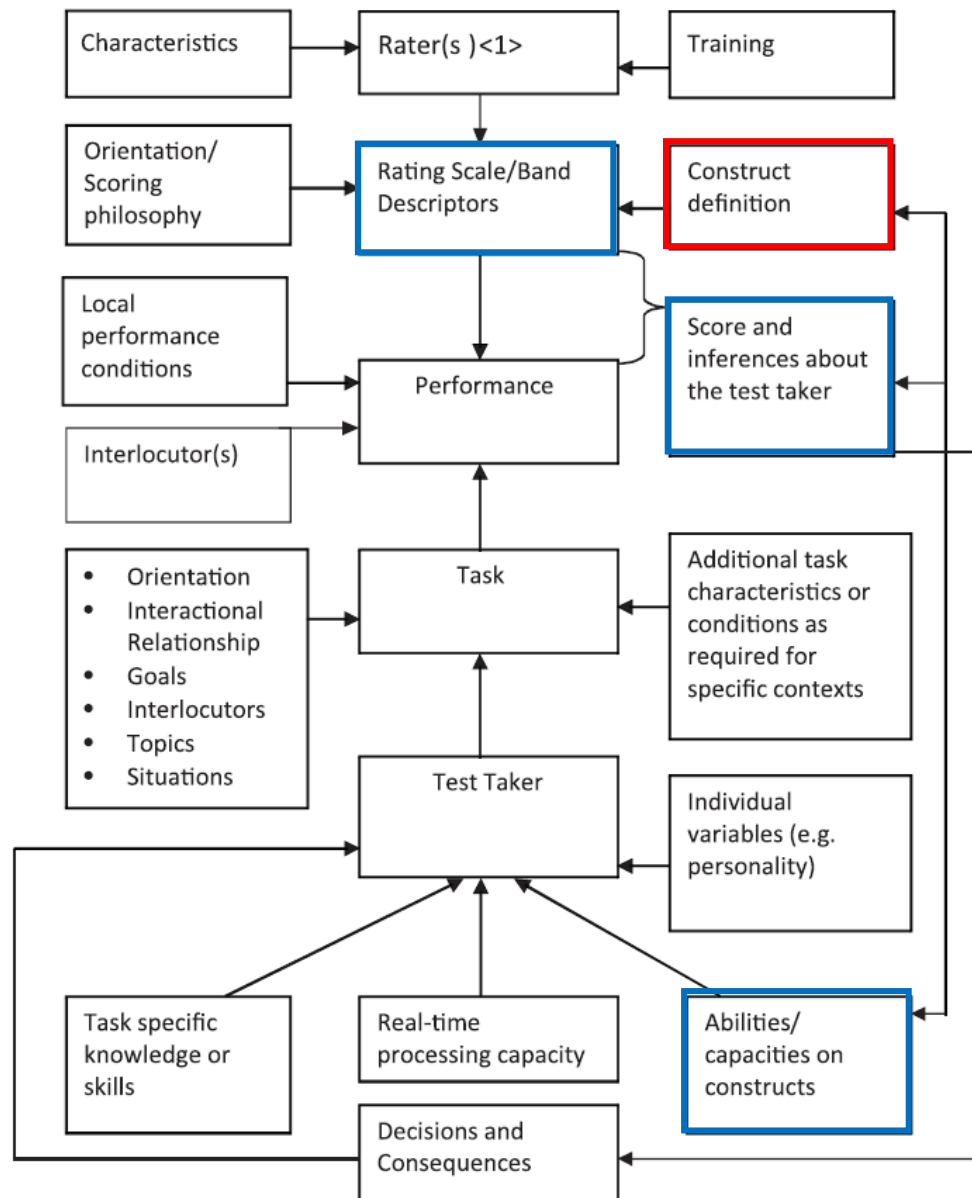 Characteristics
Rater(s )<1>
Training
Orientation/
Scoring
philosophy
Rating Scale/Band
Descriptors
Construct
definition
Local
performance
conditions
Score and
inferences about
the test taker
Performance
Interlocutor(s)
• Orientation
• Interactional
Relationship
• Goals
• Interlocutors
• Topics
• Situations
Task
Additional task
characteristics or
conditions as
required for
specific contexts
Test Taker
Individual
variables (e.g.
personality)
Task specific
knowledge or
skills
Real-time
processing capacity
Abilities/
capacities on
constructs
Decisions and
Consequences